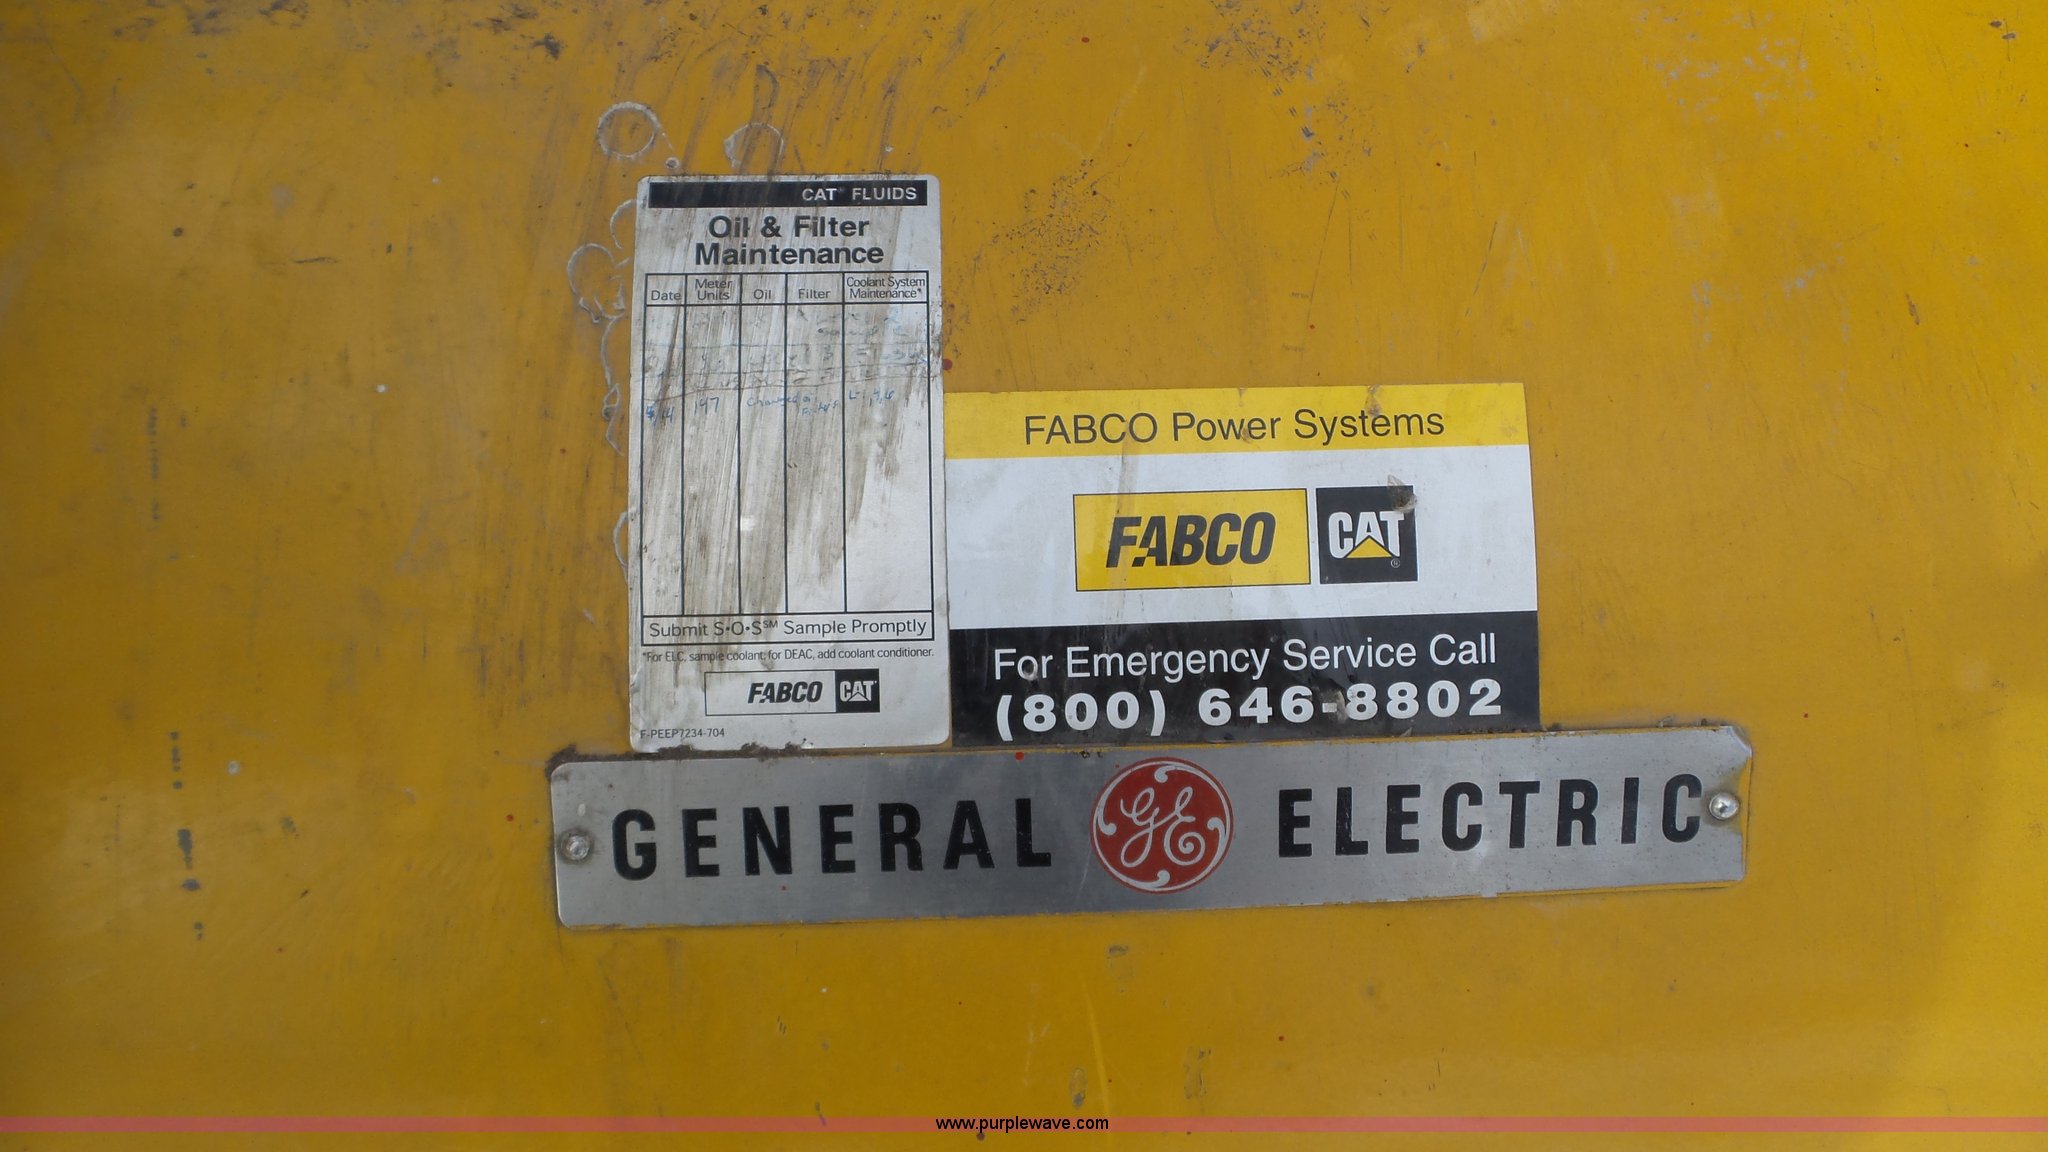 CAT FLUIDS
Oil & Filter
Maintenance
Date Meter Units Oil Filter Coolant System Maintenance*
147 Changed
Submit S•O•S℠ Sample Promptly
*For ELC, sample coolant; for DEAC, add coolant conditioner.
FABCO CAT
F-PEEP7234-704
FABCO Power Systems
FABCO CAT®
For Emergency Service Call
(800) 646-8802
GENERAL GE ELECTRIC
www.purplewave.com